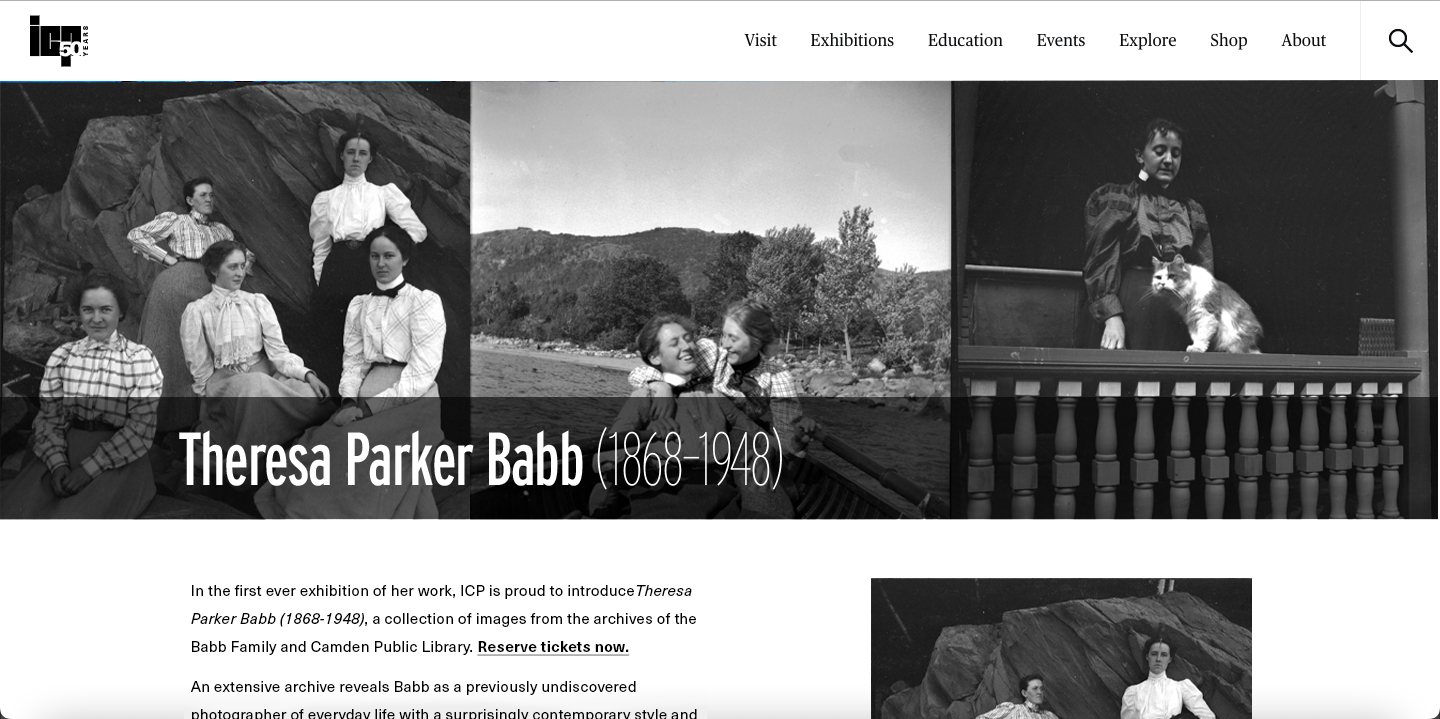 icp 50 YEARS
Visit Exhibitions Education Events Explore Shop About
Theresa Parker Babb (1868–1948)
In the first ever exhibition of her work, ICP is proud to introduceTheresa
Parker Babb (1868-1948), a collection of images from the archives of the
Babb Family and Camden Public Library. Reserve tickets now.
An extensive archive reveals Babb as a previously undiscovered
photographer of everyday life with a surprisingly contemporary style and